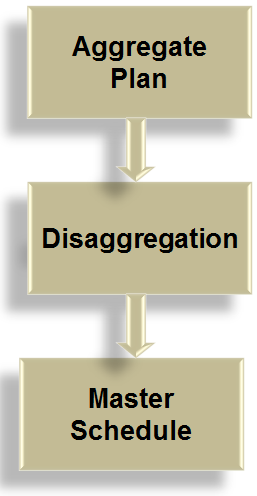 Aggregate
Plan
Disaggregation
Master
Schedule